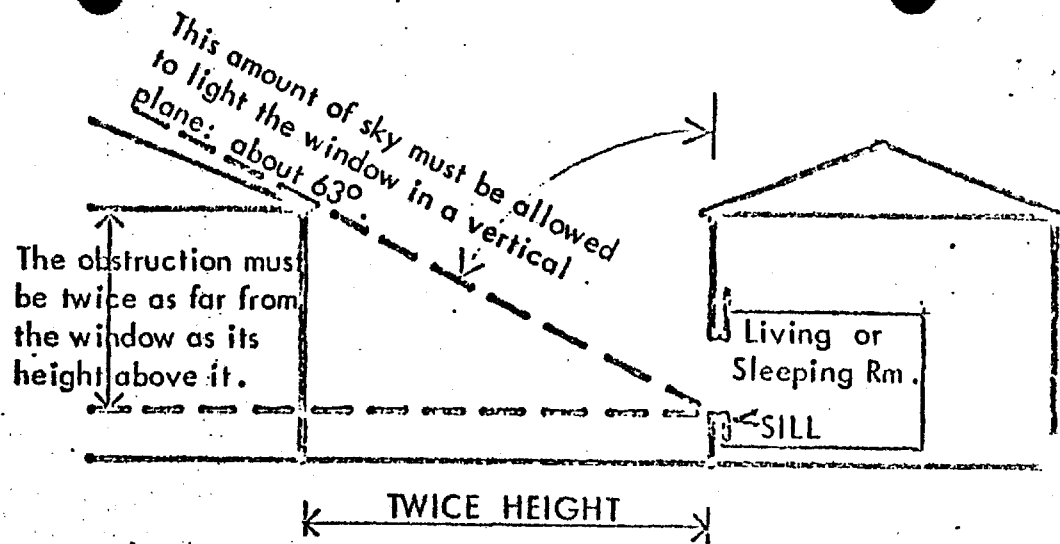 This amount of sky must be allowed
to light the window in a vertical
plane: about 63º.
The obstruction must
be twice as far from
the window as its
height above it.
Living or
Sleeping Rm.
SILL
TWICE HEIGHT